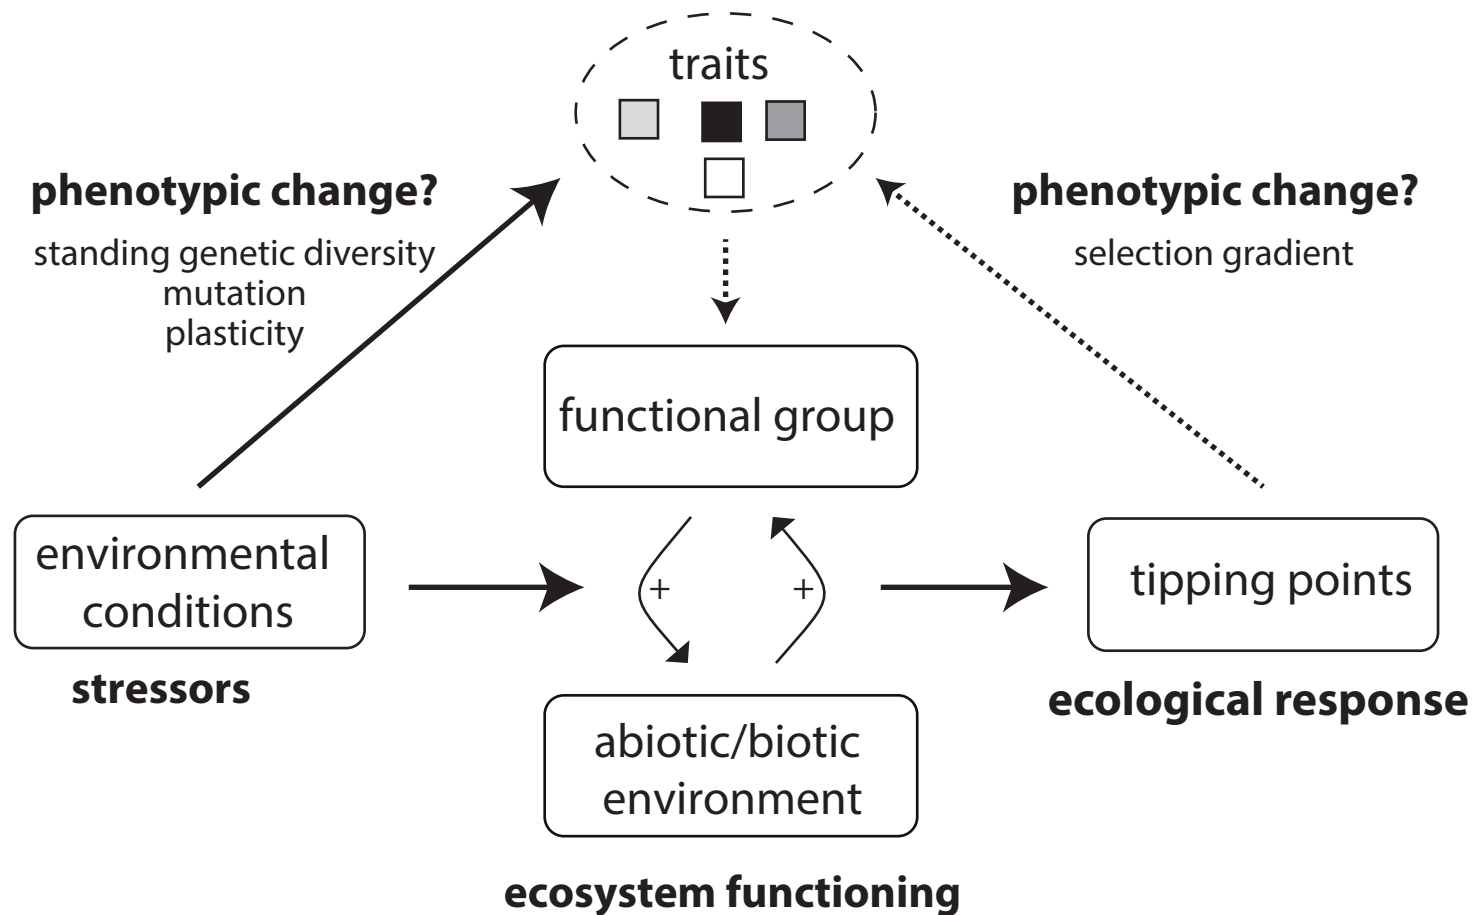 traits
phenotypic change?
standing genetic diversity
mutation
plasticity
phenotypic change?
selection gradient
functional group
environmental
conditions
stressors
+
+
tipping points
ecological response
abiotic/biotic
environment
ecosystem functioning